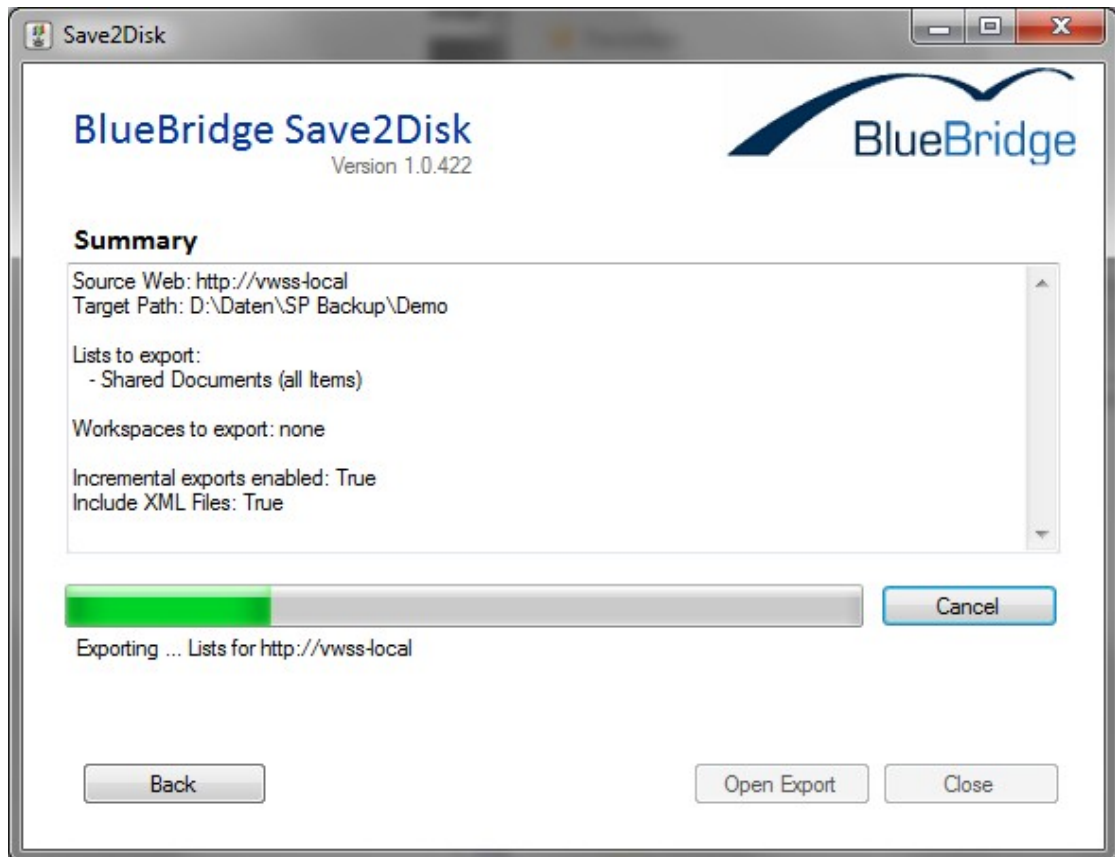 Save2Disk
BlueBridge Save2Disk
Version 1.0.422
BlueBridge
Summary
Source Web: http://vwss-local
Target Path: D:\Daten\SP Backup\Demo
Lists to export:
- Shared Documents (all Items)
Workspaces to export: none
Incremental exports enabled: True
Include XML Files: True
Cancel
Exporting ... Lists for http://vwss-local
Back
Open Export
Close